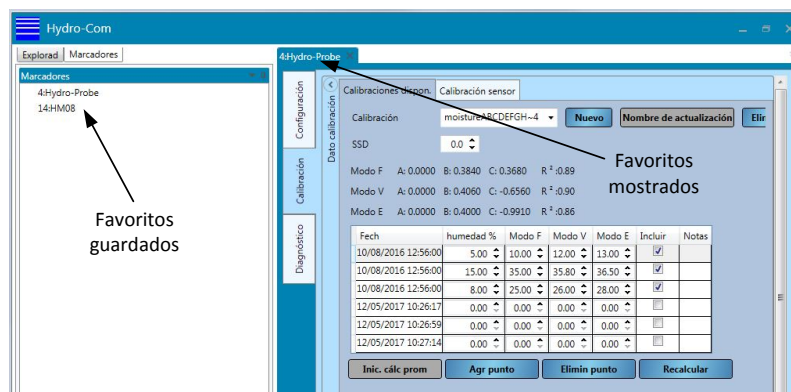 Hydro-Com
Explorad Marcadores
4:Hydro-Probe
Marcadores
4:Hydro-Probe
14:HM08
Favoritos
guardados
Configuración
Calibración
Diagnóstico
Dato calibración
Calibraciones dispon. Calibración sensor
Calibración moistureABCDEFGH~4 Nuevo Nombre de actualización
SSD 0.0
Modo F A: 0.0000 B: 0.3840 C: 0.3680 R ² :0.89
Modo V A: 0.0000 B: 0.4060 C: -0.6560 R ² :0.90
Modo E A: 0.0000 B: 0.4000 C: -0.9910 R ² :0.86
Favoritos
mostrados
Fech humedad % Modo F Modo V Modo E Incluir Notas
10/08/2016 12:56:00 5.00 10.00 12.00 13.00
10/08/2016 12:56:00 15.00 35.00 35.80 36.50
10/08/2016 12:56:00 8.00 25.00 26.00 28.00
12/05/2017 10:26:17 0.00 0.00 0.00 0.00
12/05/2017 10:26:59 0.00 0.00 0.00 0.00
12/05/2017 10:27:14 0.00 0.00 0.00 0.00
Inic. cálc prom Agr punto Elimin punto Recalcular